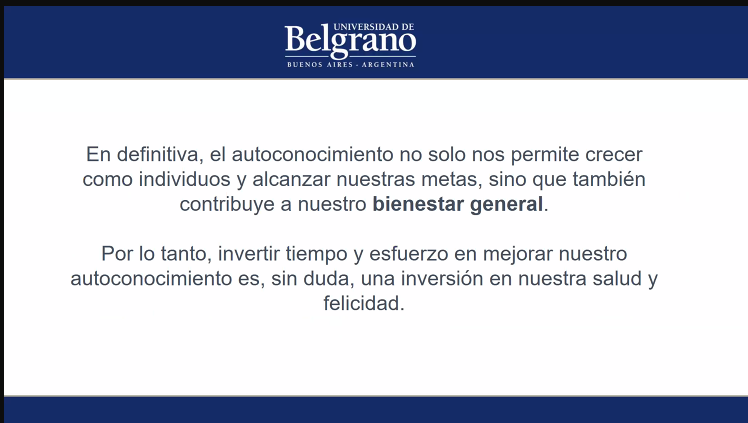 UNIVERSIDAD DE
Belgrano
BUENOS AIRES - ARGENTINA
En definitiva, el autoconocimiento no solo nos permite crecer
como individuos y alcanzar nuestras metas, sino que también
contribuye a nuestro bienestar general.
Por lo tanto, invertir tiempo y esfuerzo en mejorar nuestro
autoconocimiento es, sin duda, una inversión en nuestra salud y
felicidad.